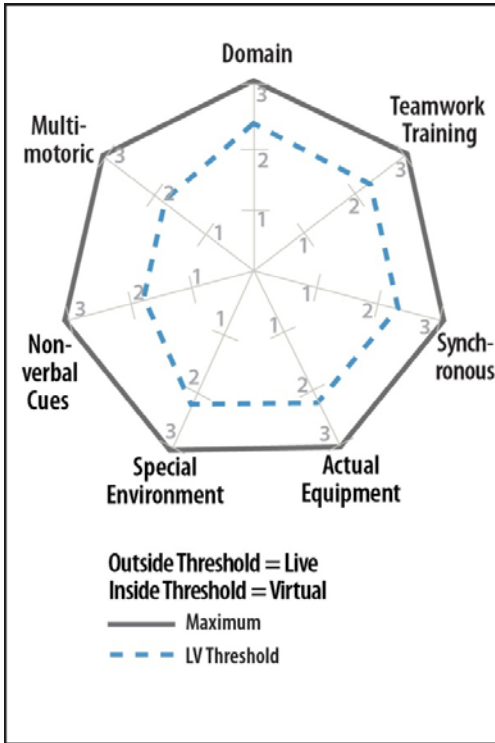 Domain
Teamwork
Training
Multi-
motoric
3
3
3
2
2
2
1
1
1
3
2
1
1
2
3
Synch-
ronous
Non-
verbal
Cues
1
1
2
2
3
3
Special
Environment
Actual
Equipment
Outside Threshold = Live
Inside Threshold = Virtual
Maximum
LV Threshold